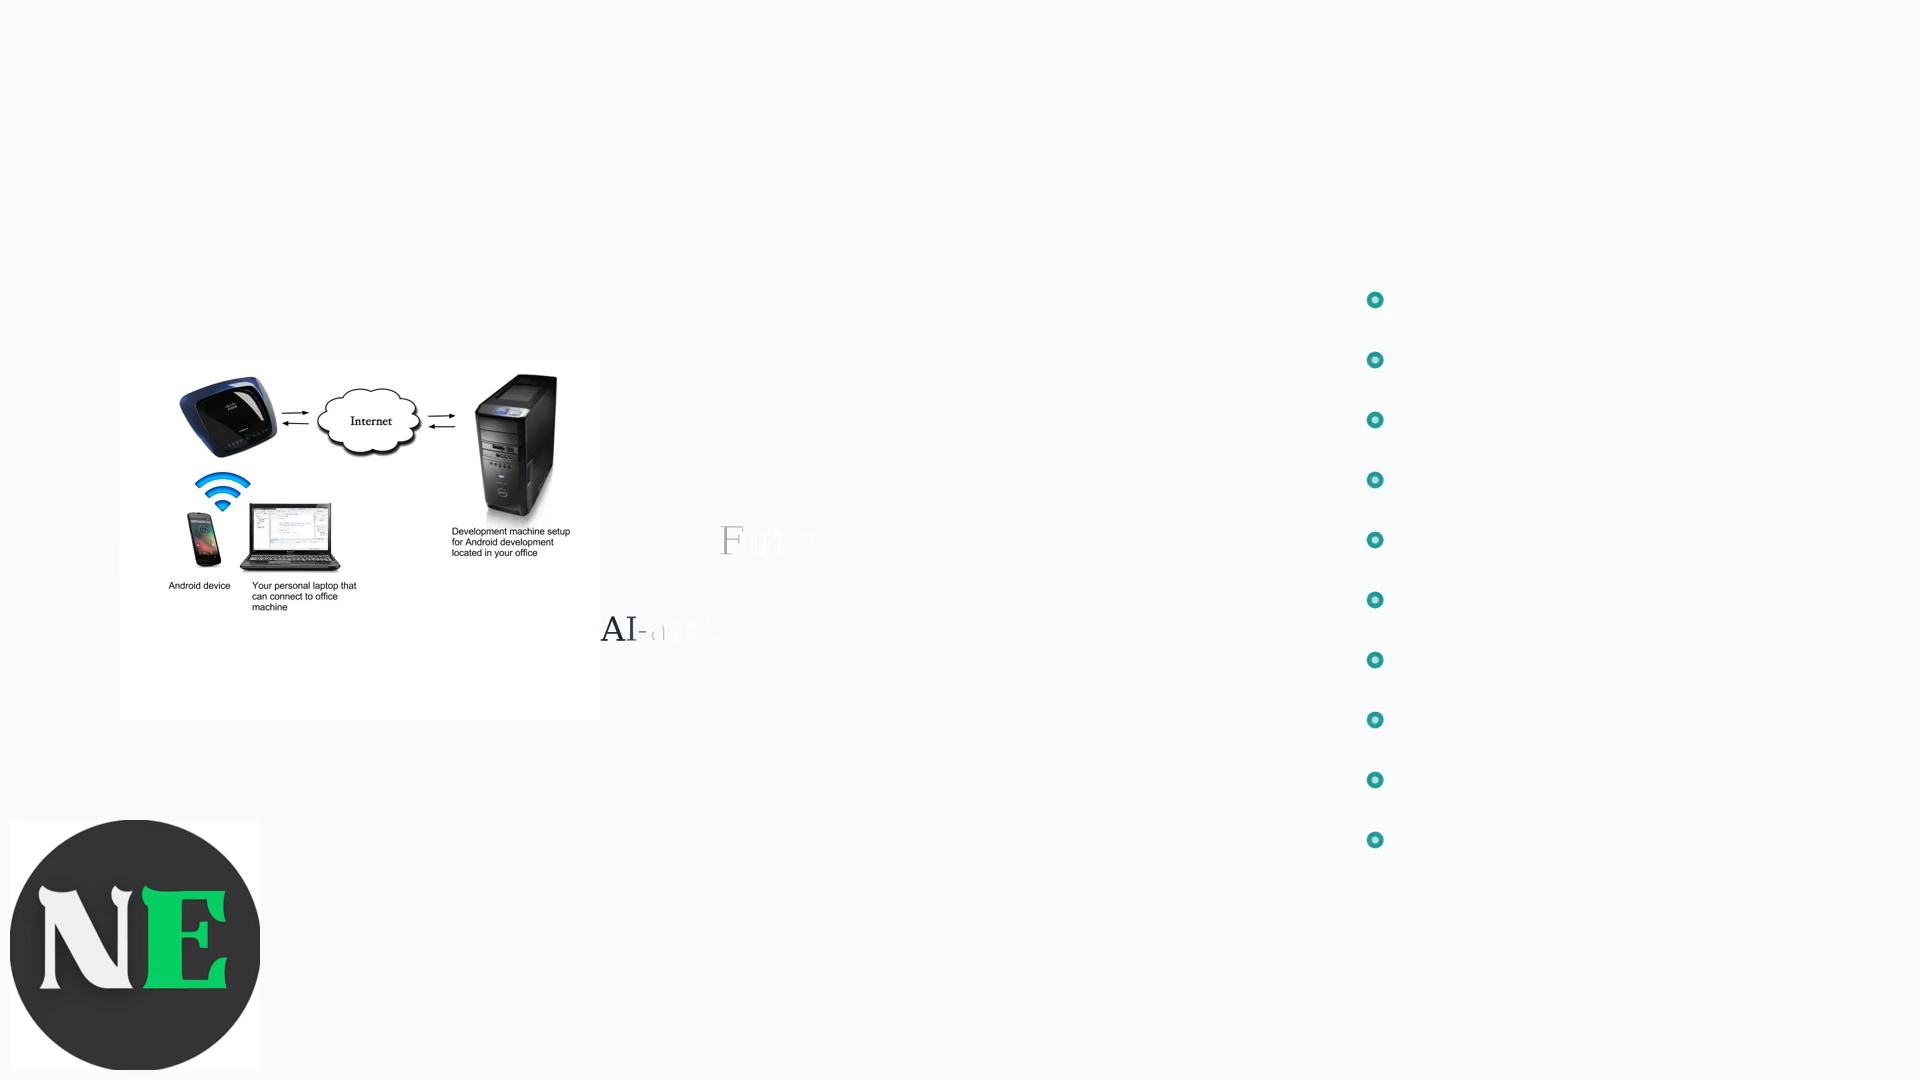 Internet
Development machine setup
for Android development
located in your office
Android device
Your personal laptop that
can connect to office
machine
AI-
NE